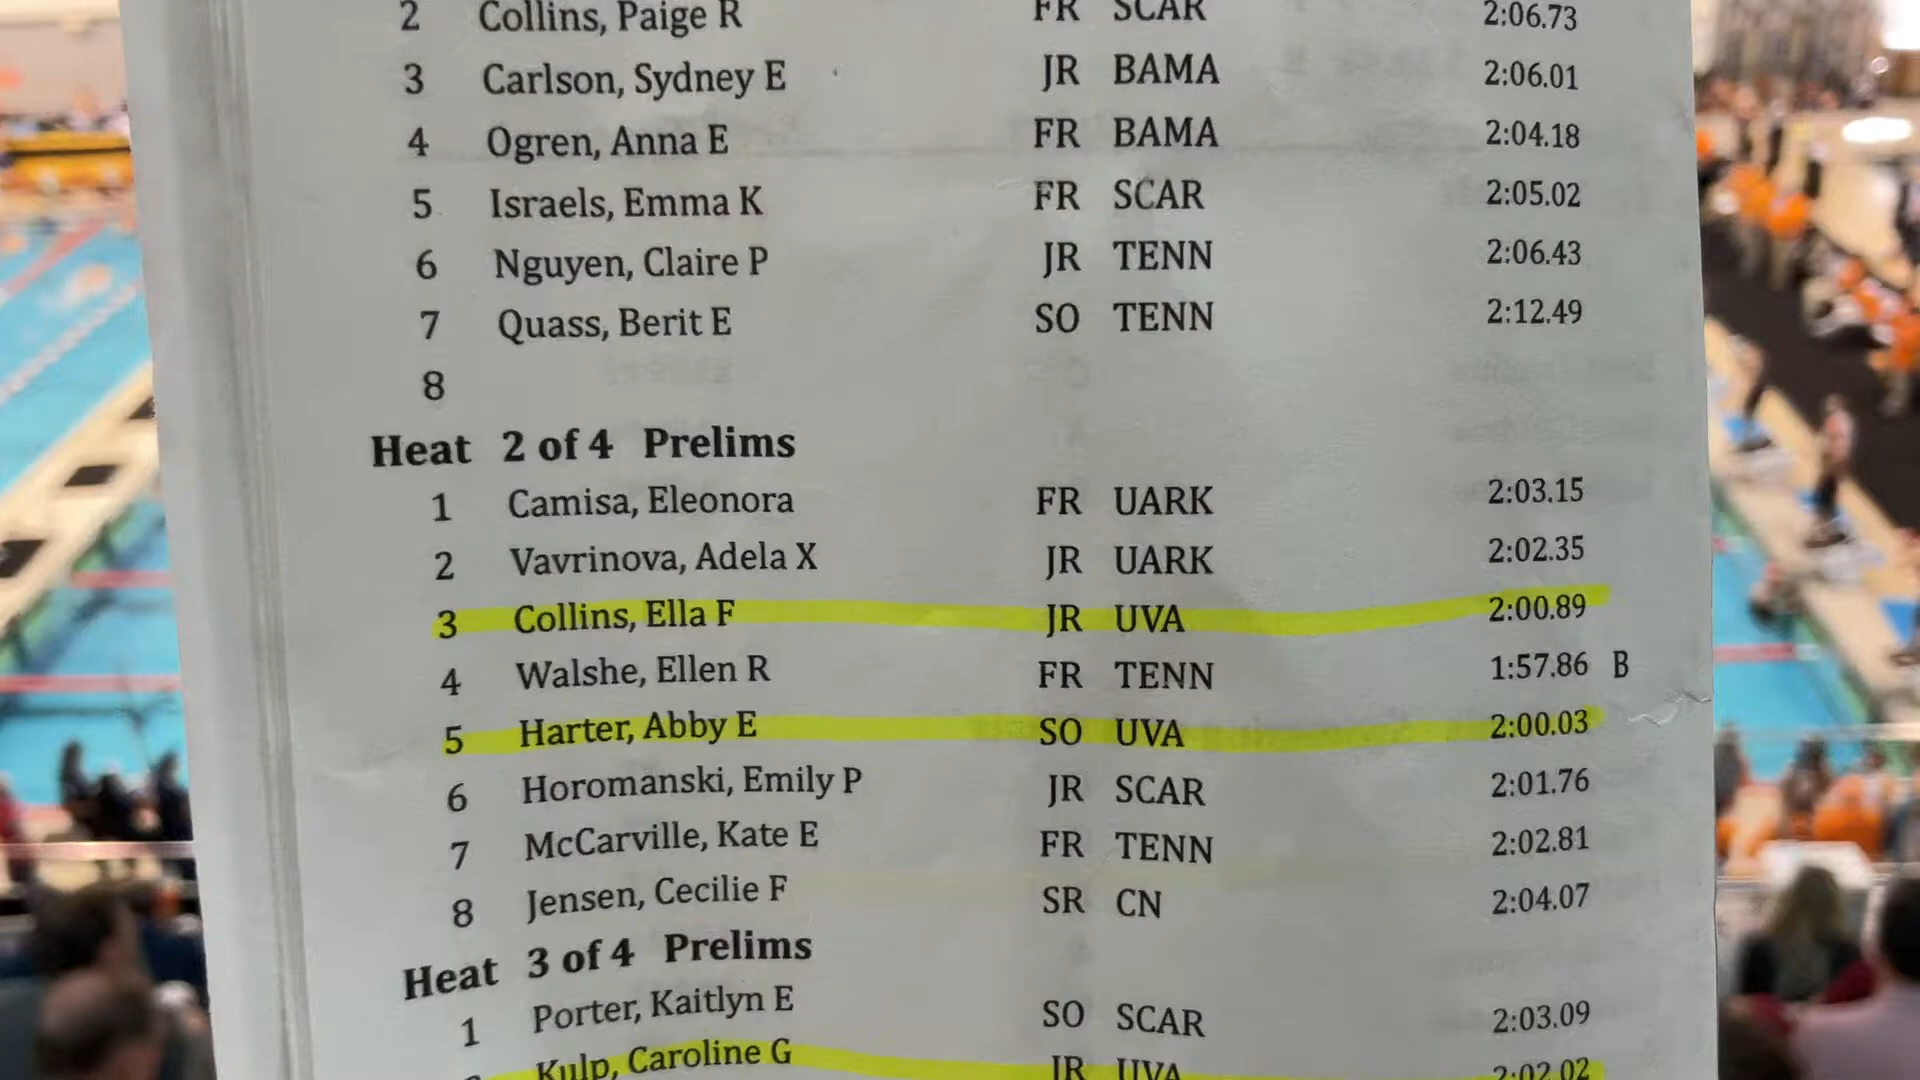 2 Collins, Paige R FR SCAR 2:06.73
3 Carlson, Sydney E JR BAMA 2:06.01
4 Ogren, Anna E FR BAMA 2:04.18
5 Israels, Emma K FR SCAR 2:05.02
6 Nguyen, Claire P JR TENN 2:06.43
7 Quass, Berit E SO TENN 2:12.49
8
Heat 2 of 4 Prelims
1 Camisa, Eleonora FR UARK 2:03.15
2 Vavrinova, Adela X JR UARK 2:02.35
3 Collins, Ella F JR UVA 2:00.89
4 Walshe, Ellen R FR TENN 1:57.86 B
5 Harter, Abby E SO UVA 2:00.03
6 Horomanski, Emily P JR SCAR 2:01.76
7 McCarville, Kate E FR TENN 2:02.81
8 Jensen, Cecilie F SR CN 2:04.07
Heat 3 of 4 Prelims
1 Porter, Kaitlyn E SO SCAR 2:03.09
Kulp, Caroline G JR UVA 2:02.02